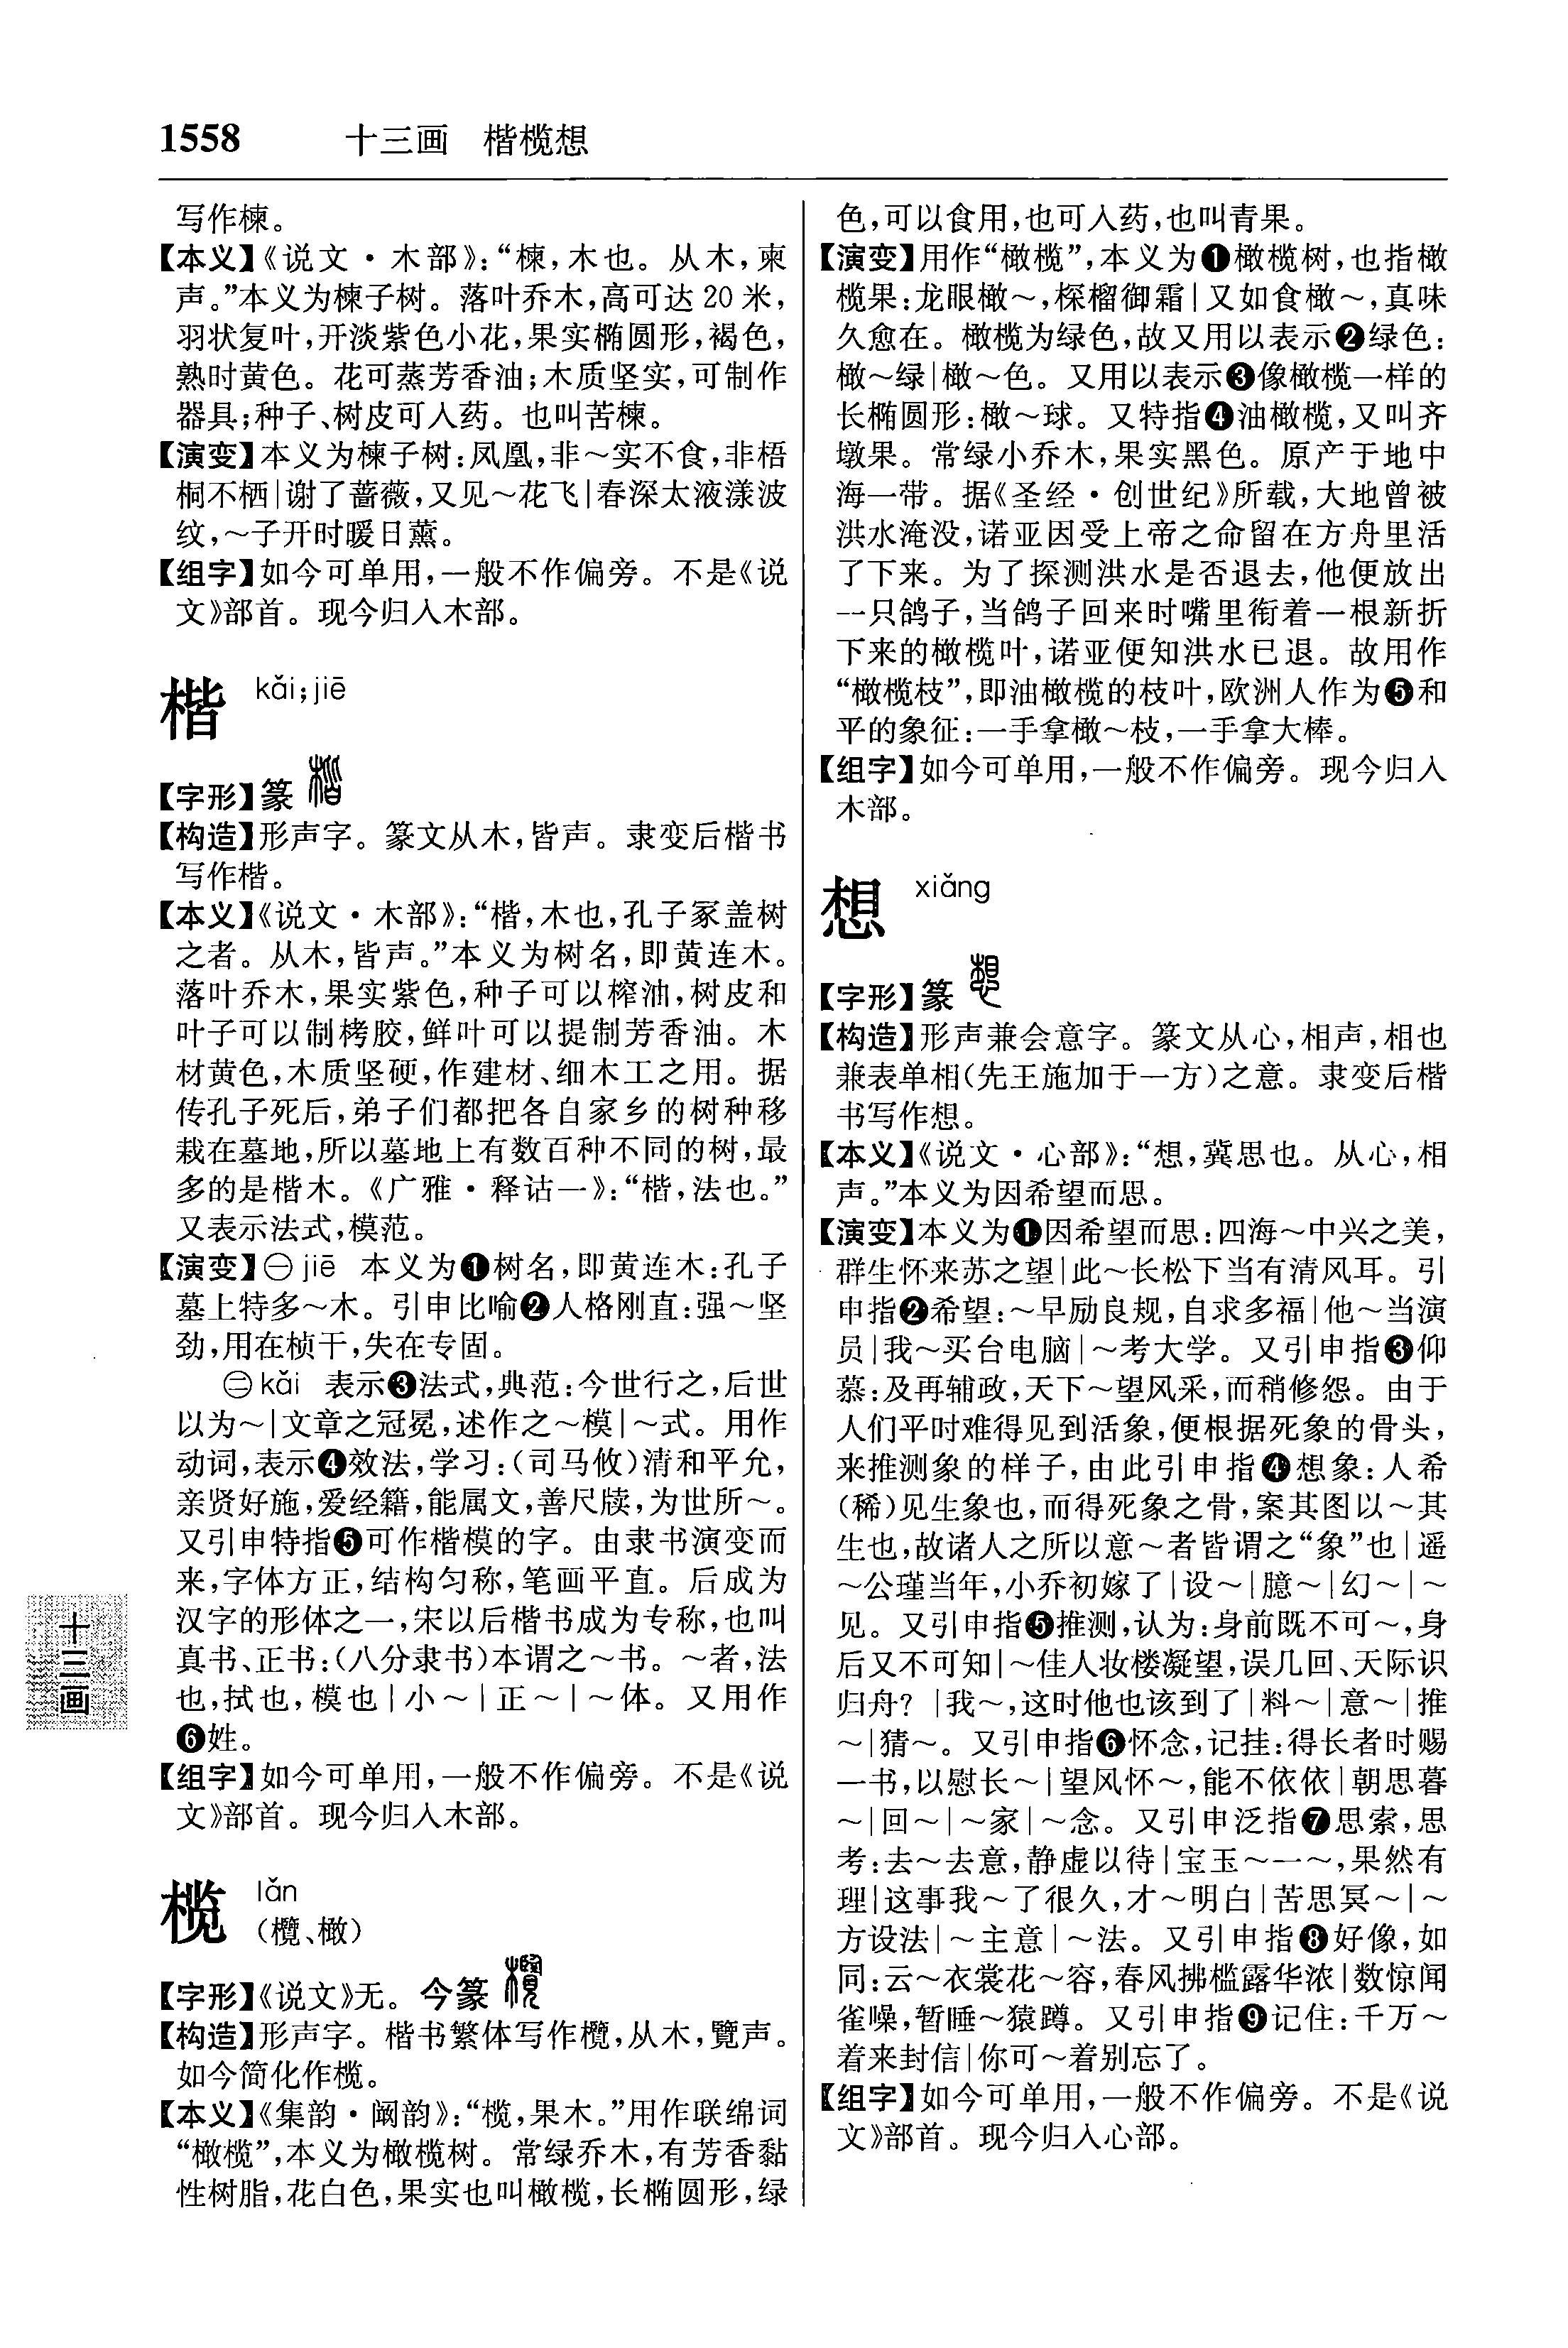 1558 十三画 楷榄想
写作楝。
【本义】《说文·木部》：“楝，木也。从木，柬
声。”本义为楝子树。落叶乔木，高可达20米，
羽状复叶，开淡紫色小花，果实椭圆形，褐色，
熟时黄色。花可蒸芳香油；木质坚实，可制作
器具；种子、树皮可入药。也叫苦楝。
【演变】本义为楝子树：凤凰，非～实不食，非梧
桐不栖|谢了蔷薇，又见～花飞|春深太液漾波
纹，～子开时暖日薰。
【组字】如今可单用，一般不作偏旁。不是《说
文》部首。现今归入木部。
楷 kǎi；jiē
【字形】篆
【构造】形声字。篆文从木，皆声。隶变后楷书
写作楷。
【本义】《说文·木部》：“楷，木也，孔子冢盖树
之者。从木，皆声。”本义为树名，即黄连木。
落叶乔木，果实紫色，种子可以榨油，树皮和
叶子可以制栲胶，鲜叶可以提制芳香油。木
材黄色，木质坚硬，作建材、细木工之用。据
传孔子死后，弟子们都把各自家乡的树种移
栽在墓地，所以墓地上有数百种不同的树，最
多的是楷木。《广雅·释诂一》：“楷，法也。”
又表示法式，模范。
【演变】㊀jiē 本义为❶树名，即黄连木：孔子
墓上特多～木。引申比喻❷人格刚直：强～坚
劲，用在桢干，失在专固。
㊁kǎi 表示❸法式，典范：今世行之，后世
以为～|文章之冠冕，述作之～模|～式。用作
动词，表示❹效法，学习：（司马攸）清和平允，
亲贤好施，爱经籍，能属文，善尺牍，为世所～。
又引申特指❺可作楷模的字。由隶书演变而
来，字体方正，结构匀称，笔画平直。后成为
汉字的形体之一，宋以后楷书成为专称，也叫
真书、正书：（八分隶书）本谓之～书。～者，法
也，拭也，模也|小～|正～|～体。又用作
❻姓。
【组字】如今可单用，一般不作偏旁。不是《说
文》部首。现今归入木部。
榄 lǎn
（欖、橄）
【字形】《说文》无。今篆
【构造】形声字。楷书繁体写作欖，从木，覽声。
如今简化作榄。
【本义】《集韵·阚韵》：“榄，果木。”用作联绵词
“橄榄”，本义为橄榄树。常绿乔木，有芳香黏
性树脂，花白色，果实也叫橄榄，长椭圆形，绿
色，可以食用，也可入药，也叫青果。
【演变】用作“橄榄”，本义为❶橄榄树，也指橄
榄果：龙眼橄～，棎榴御霜|又如食橄～，真味
久愈在。橄榄为绿色，故又用以表示❷绿色：
橄～绿|橄～色。又用以表示❸像橄榄一样的
长椭圆形：橄～球。又特指❹油橄榄，又叫齐
墩果。常绿小乔木，果实黑色。原产于地中
海一带。据《圣经·创世纪》所载，大地曾被
洪水淹没，诺亚因受上帝之命留在方舟里活
了下来。为了探测洪水是否退去，他便放出
一只鸽子，当鸽子回来时嘴里衔着一根新折
下来的橄榄叶，诺亚便知洪水已退。故用作
“橄榄枝”，即油橄榄的枝叶，欧洲人作为❺和
平的象征：一手拿橄～枝，一手拿大棒。
【组字】如今可单用，一般不作偏旁。现今归入
木部。
想 xiǎng
【字形】篆
【构造】形声兼会意字。篆文从心，相声，相也
兼表单相（先王施加于一方）之意。隶变后楷
书写作想。
【本义】《说文·心部》：“想，冀思也。从心，相
声。”本义为因希望而思。
【演变】本义为❶因希望而思：四海～中兴之美，
群生怀来苏之望|此～长松下当有清风耳。引
申指❷希望：～早励良规，自求多福|他～当演
员|我～买台电脑|～考大学。又引申指❸仰
慕：及再辅政，天下～望风采，而稍修怨。由于
人们平时难得见到活象，便根据死象的骨头，
来推测象的样子，由此引申指❹想象：人希
（稀）见生象也，而得死象之骨，案其图以～其
生也，故诸人之所以意～者皆谓之“象”也|遥
～公瑾当年，小乔初嫁了|设～|臆～|幻～|～
见。又引申指❺推测，认为：身前既不可～，身
后又不可知|～佳人妆楼凝望，误几回、天际识
归舟？|我～，这时他也该到了|料～|意～|推
～|猜～。又引申指❻怀念，记挂：得长者时赐
一书，以慰长～|望风怀～，能不依依|朝思暮
～|回～|～家|～念。又引申泛指❼思索，思
考：去～去意，静虚以待|宝玉～一～，果然有
理|这事我～了很久，才～明白|苦思冥～|～
方设法|～主意|～法。又引申指❽好像，如
同：云～衣裳花～容，春风拂槛露华浓|数惊闻
雀噪，暂睡～猿蹲。又引申指❾记住：千万～
着来封信|你可～着别忘了。
【组字】如今可单用，一般不作偏旁。不是《说
文》部首。现今归入心部。
十三画